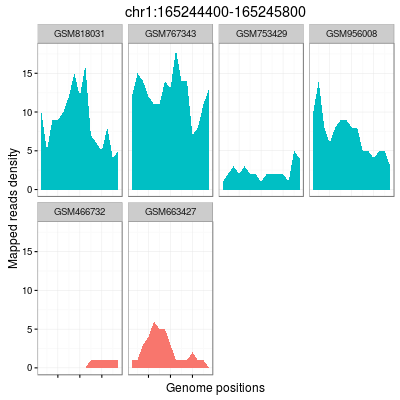 chr1:165244400-165245800
GSM818031 GSM767343 GSM753429 GSM956008
15
10
5
0
GSM466732 GSM663427
15
10
5
0
Mapped reads density
Genome positions